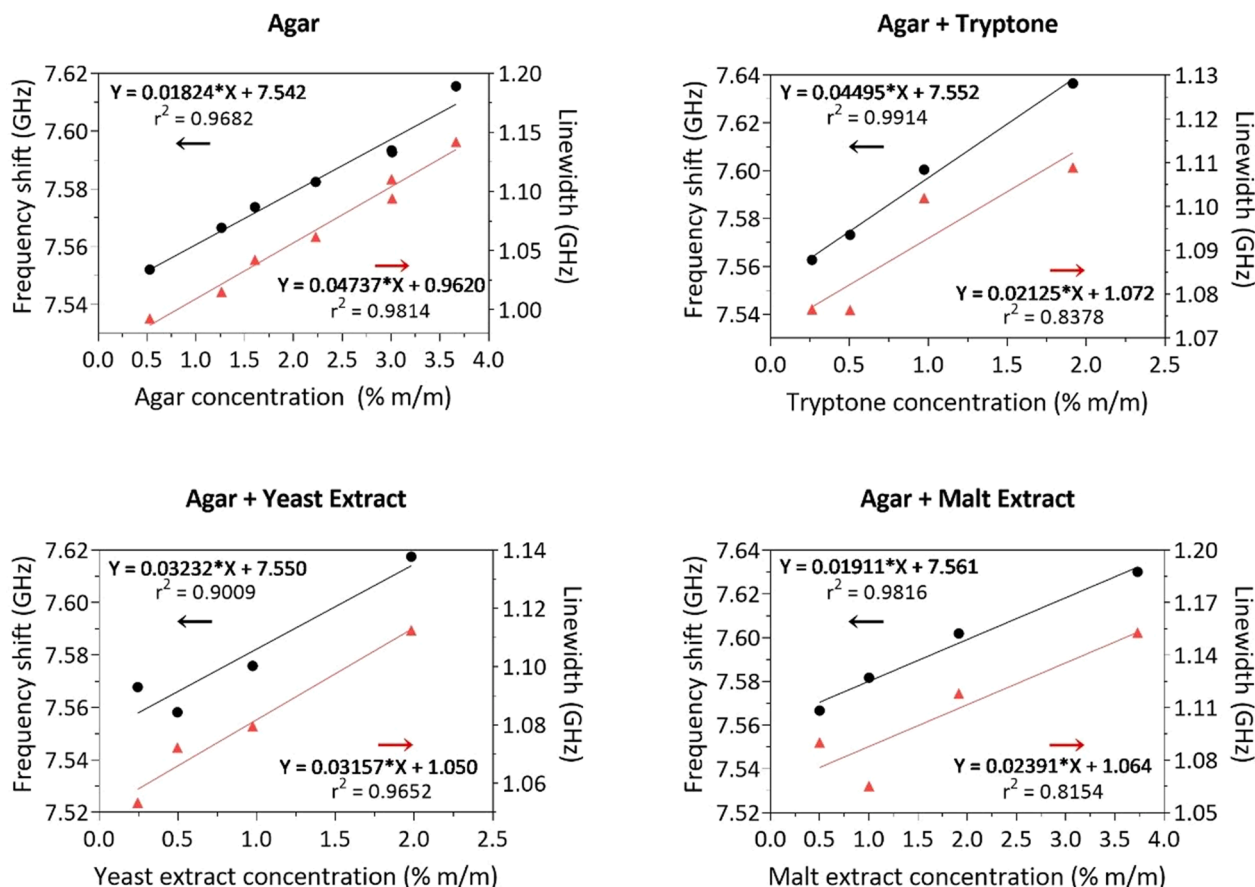 Agar
Frequency shift (GHz)
7.62
7.60
7.58
7.56
7.54
Y = 0.01824*X + 7.542
r² = 0.9682
Y = 0.04737*X + 0.9620
r² = 0.9814
1.20
1.15
1.10
1.05
1.00
Linewidth (GHz)
0.0 0.5 1.0 1.5 2.0 2.5 3.0 3.5 4.0
Agar concentration (% m/m)
Agar + Tryptone
Frequency shift (GHz)
7.64
7.62
7.60
7.58
7.56
7.54
Y = 0.04495*X + 7.552
r² = 0.9914
Y = 0.02125*X + 1.072
r² = 0.8378
1.13
1.12
1.11
1.10
1.09
1.08
1.07
Linewidth (GHz)
0.0 0.5 1.0 1.5 2.0 2.5
Tryptone concentration (% m/m)
Agar + Yeast Extract
Frequency shift (GHz)
7.62
7.60
7.58
7.56
7.54
7.52
Y = 0.03232*X + 7.550
r² = 0.9009
Y = 0.03157*X + 1.050
r² = 0.9652
1.14
1.12
1.10
1.08
1.06
Linewidth (GHz)
0.0 0.5 1.0 1.5 2.0 2.5
Yeast extract concentration (% m/m)
Agar + Malt Extract
Frequency shift (GHz)
7.64
7.62
7.60
7.58
7.56
7.54
7.52
Y = 0.01911*X + 7.561
r² = 0.9816
Y = 0.02391*X + 1.064
r² = 0.8154
1.20
1.17
1.14
1.11
1.08
1.05
Linewidth (GHz)
0.0 0.5 1.0 1.5 2.0 2.5 3.0 3.5 4.0
Malt extract concentration (% m/m)